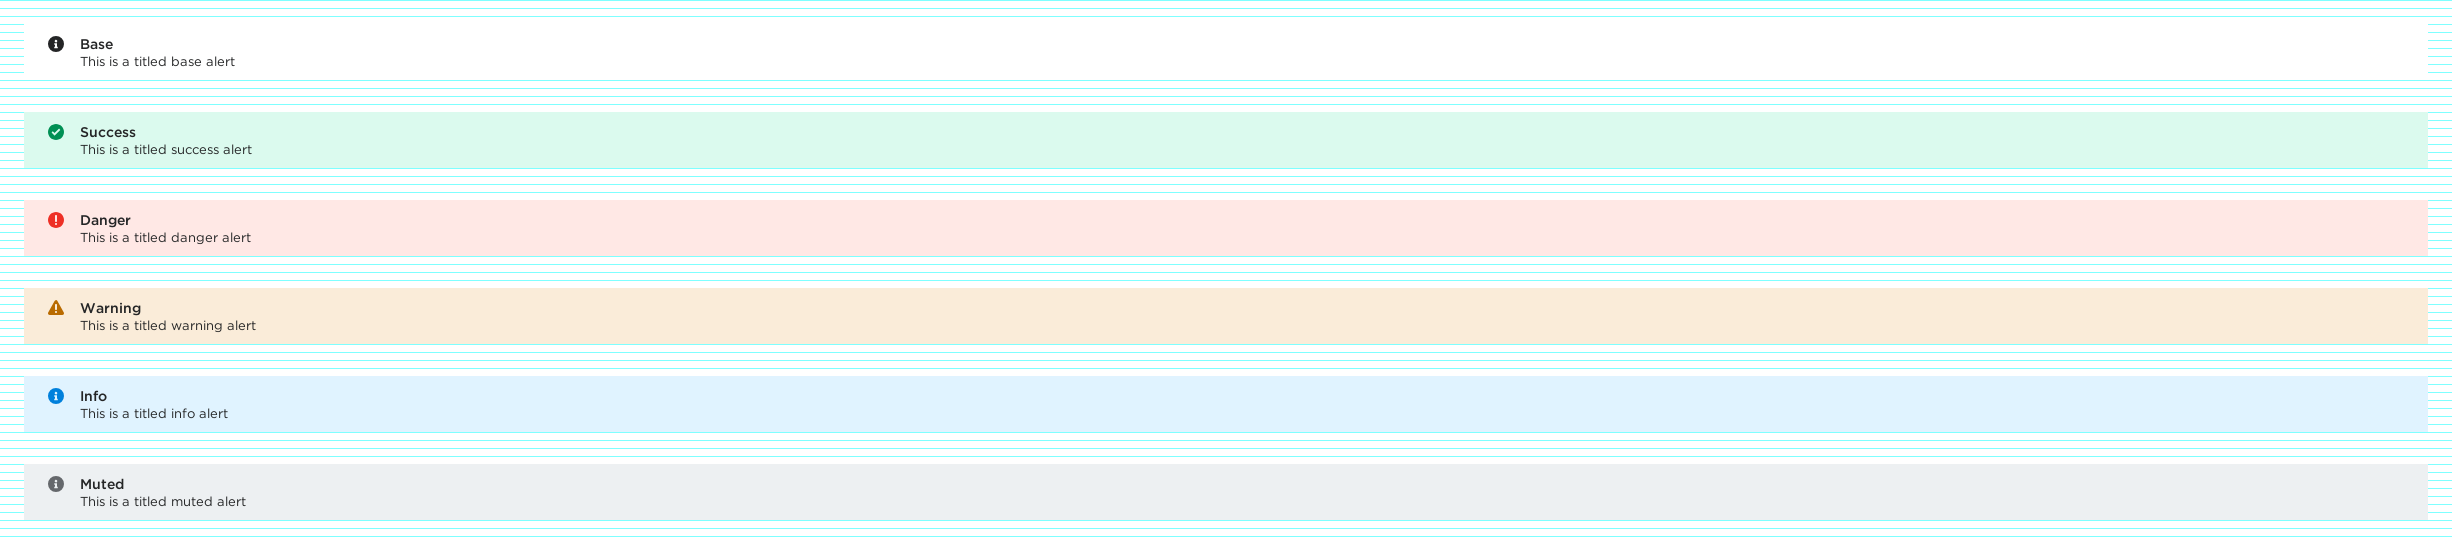 Base
This is a titled base alert
Success
This is a titled success alert
Danger
This is a titled danger alert
Warning
This is a titled warning alert
Info
This is a titled info alert
Muted
This is a titled muted alert